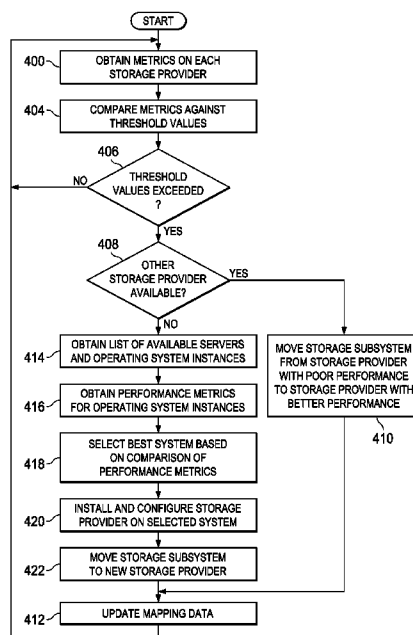 START
400
OBTAIN METRICS ON EACH
STORAGE PROVIDER
404
COMPARE METRICS AGAINST
THRESHOLD VALUES
406
THRESHOLD
VALUES EXCEEDED
?
NO
YES
408
OTHER
STORAGE PROVIDER
AVAILABLE?
YES
NO
414
OBTAIN LIST OF AVAILABLE SERVERS
AND OPERATING SYSTEM INSTANCES
MOVE STORAGE SUBSYSTEM
FROM STORAGE PROVIDER
WITH POOR PERFORMANCE
TO STORAGE PROVIDER WITH
BETTER PERFORMANCE
410
416
OBTAIN PERFORMANCE METRICS
FOR OPERATING SYSTEM INSTANCES
418
SELECT BEST SYSTEM BASED
ON COMPARISON OF
PERFORMANCE METRICS
420
INSTALL AND CONFIGURE STORAGE
PROVIDER ON SELECTED SYSTEM
422
MOVE STORAGE SUBSYSTEM
TO NEW STORAGE PROVIDER
412
UPDATE MAPPING DATA